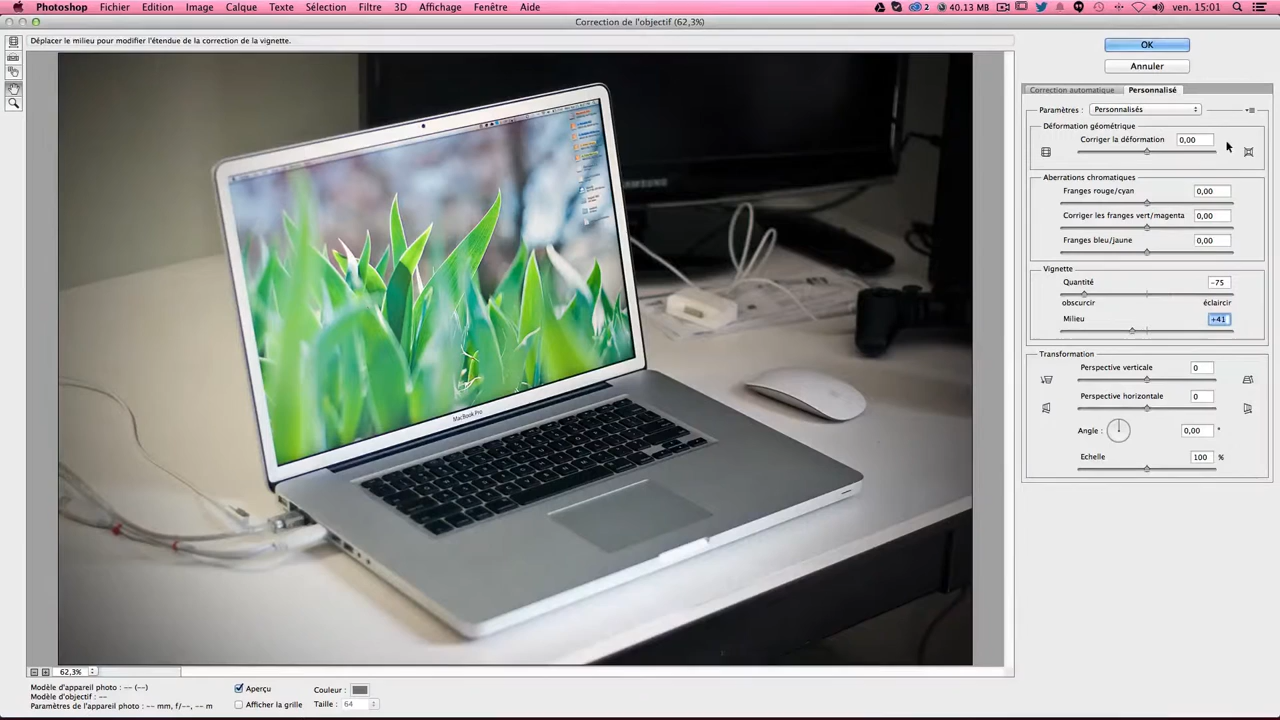 Photoshop Fichier Edition Image Calque Texte Sélection Filtre 3D Affichage Fenêtre Aide 2 40.13 MB ven. 15:01
Correction de l'objectif (62,3%)
Déplacer le milieu pour modifier l'étendue de la correction de la vignette.
OK
Annuler
Correction automatique Personnalisé
Paramètres : Personnalisés
Déformation géométrique
Corriger la déformation 0,00
Aberrations chromatiques
Franges rouge/cyan 0,00
Corriger les franges vert/magenta 0,00
Franges bleu/jaune 0,00
Vignette
Quantité -75
obscurcir éclaircir
Milieu +41
Transformation
Perspective verticale 0
Perspective horizontale 0
Angle : 0,00 °
Echelle 100 %
MacBook Pro
62,3%
Modèle d'appareil photo : -- (--)
Modèle d'objectif : --
Paramètres de l'appareil photo : -- mm, f/--, -- m
Aperçu
Afficher la grille
Couleur :
Taille : 64